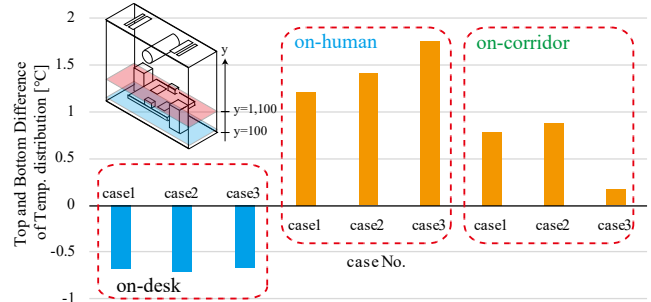 Top and Bottom Difference
of Temp. distribution [°C]
2
1.5
1
0.5
0
-0.5
-1
y
y=1,100
y=100
on-human
on-corridor
case1
case2
case3
case1
case2
case3
case1
case2
case3
on-desk
case No.